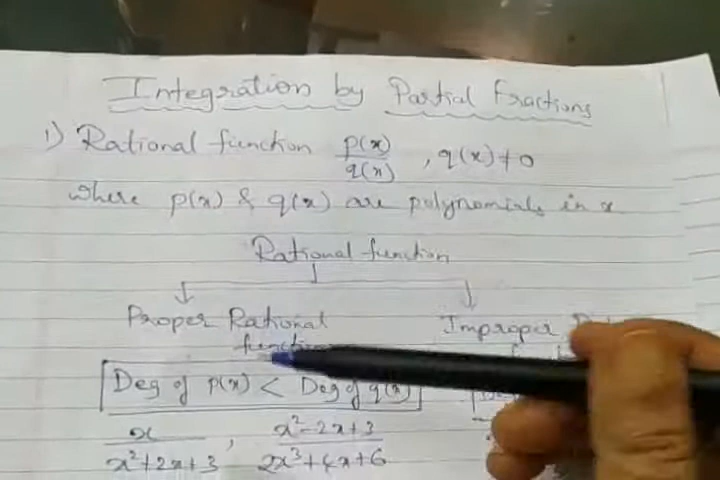 Integration by Partial Fractions
1) Rational function p(x)/q(x) , q(x)≠0
where p(x) & q(x) are polynomials in x
Rational function
Proper Rational Improper
function
Deg of p(x) < Deg of q(x)
x/(x²+2x+3) , (x²-2x+3)/(2x³+4x+6)